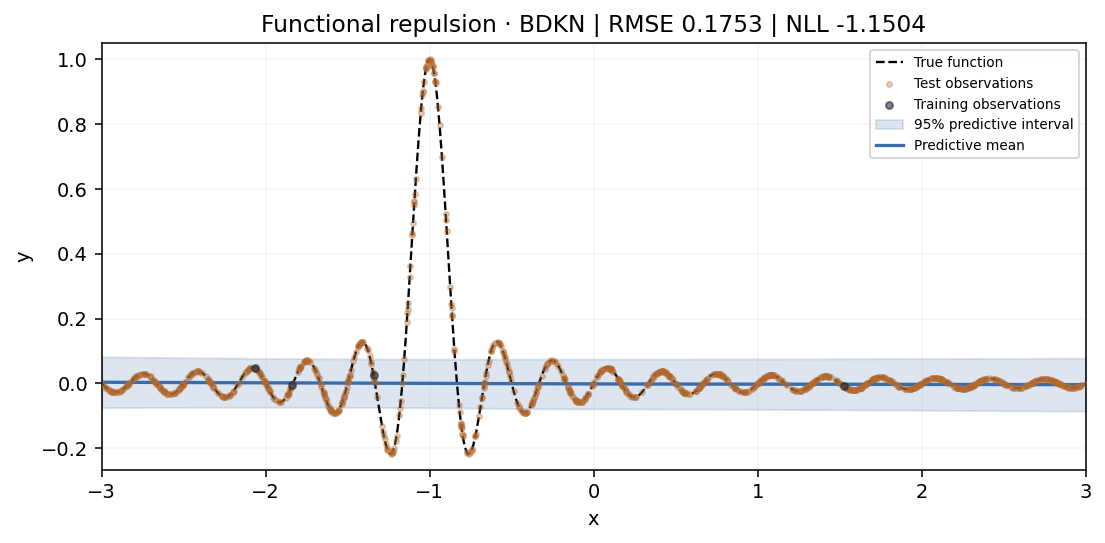 Functional repulsion · BDKN | RMSE 0.1753 | NLL -1.1504
True function
Test observations
Training observations
95% predictive interval
Predictive mean
y
1.0
0.8
0.6
0.4
0.2
0.0
−0.2
−3 −2 −1 0 1 2 3
x